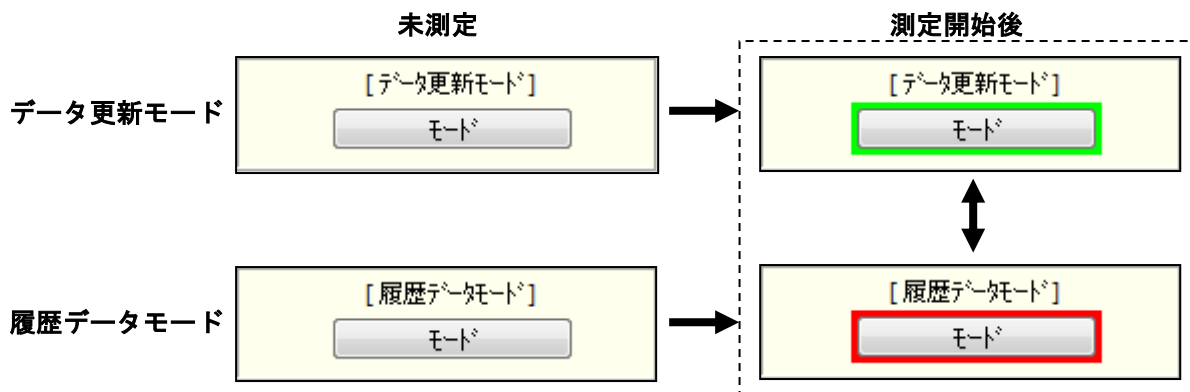 未測定 測定開始後
データ更新モード [ﾃﾞｰﾀ更新ﾓｰﾄﾞ] [ﾃﾞｰﾀ更新ﾓｰﾄﾞ]
ﾓｰﾄﾞ ﾓｰﾄﾞ
履歴データモード [履歴ﾃﾞｰﾀﾓｰﾄﾞ] [履歴ﾃﾞｰﾀﾓｰﾄﾞ]
ﾓｰﾄﾞ ﾓｰﾄﾞ